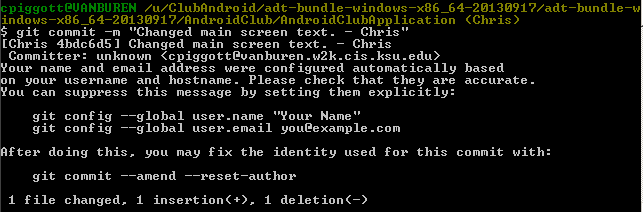 cpiggott@VANBUREN /u/ClubAndroid/adt-bundle-windows-x86_64-20130917/adt-bundle-w
indows-x86_64-20130917/AndroidClub/AndroidClubApplication (Chris)
$ git commit -m "Changed main screen text. - Chris"
[Chris 4bdc6d5] Changed main screen text. - Chris
 Committer: unknown <cpiggott@vanburen.w2k.cis.ksu.edu>
Your name and email address were configured automatically based
on your username and hostname. Please check that they are accurate.
You can suppress this message by setting them explicitly:

    git config --global user.name "Your Name"
    git config --global user.email you@example.com

After doing this, you may fix the identity used for this commit with:

    git commit --amend --reset-author

 1 file changed, 1 insertion(+), 1 deletion(-)